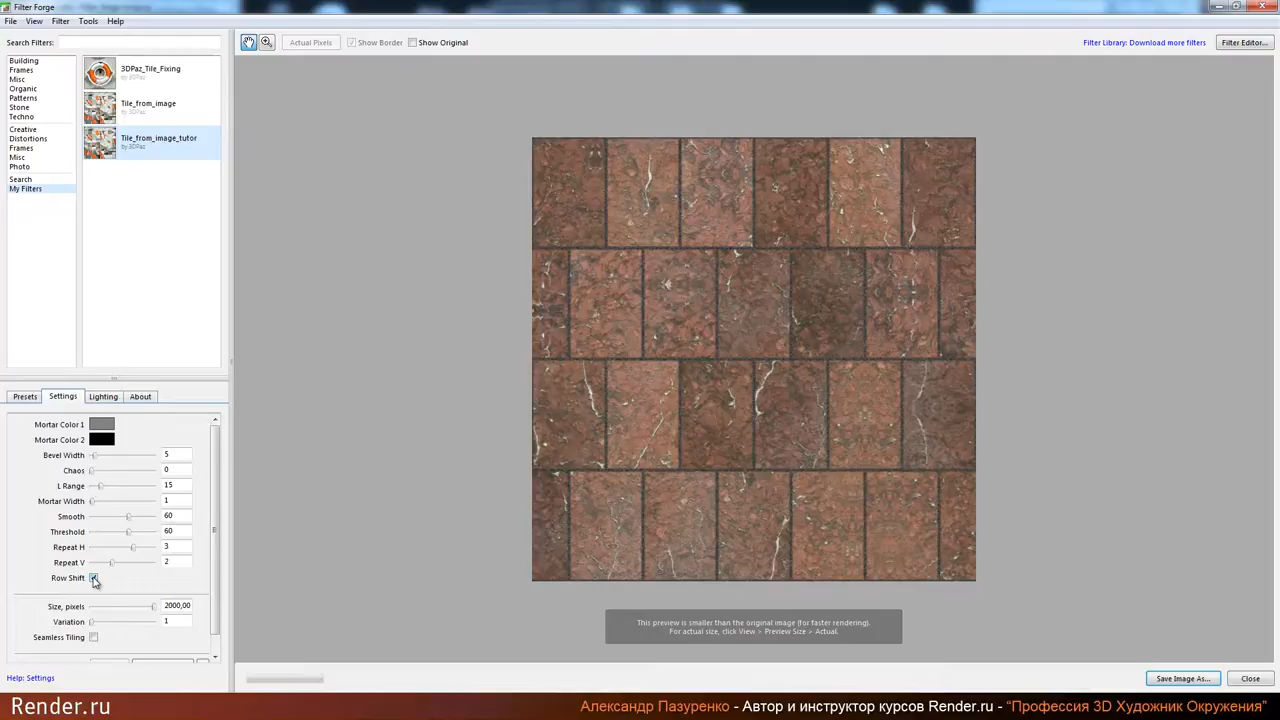 Filter Forge
File View Filter Tools Help
Search Filters:
Actual Pixels
Show Border
Show Original
Filter Library: Download more filters
Filter Editor...
Building
Frames
Misc
Organic
Patterns
Stone
Techno
Creative
Distortions
Frames
Misc
Photo
Search
My Filters
3DPaz_Tile_Fixing
by 3DPaz
Tile_from_image
by 3DPaz
Tile_from_image_tutor
by 3DPaz
Presets Settings Lighting About
Mortar Color 1
Mortar Color 2
Bevel Width 5
Chaos 0
L Range 15
Mortar Width 1
Smooth 60
Threshold 60
Repeat H 3
Repeat V 2
Row Shift
Size, pixels 2000,00
Variation 1
Seamless Tiling
Help: Settings
This preview is smaller than the original image (for faster rendering).
For actual size, click View > Preview Size > Actual.
Save Image As...
Close
Render.ru
Александр Пазуренко - Автор и инструктор курсов Render.ru - “Профессия 3D Художник Окружения”